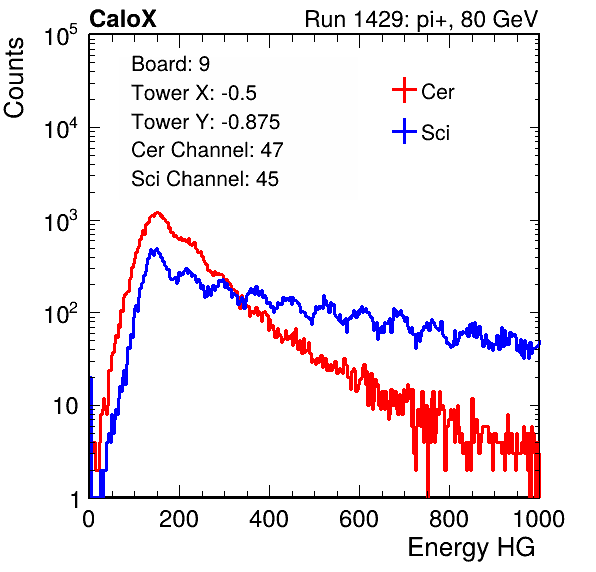 CaloX Run 1429: pi+, 80 GeV
Counts
Board: 9
Tower X: -0.5
Tower Y: -0.875
Cer Channel: 47
Sci Channel: 45
Cer
Sci
10^5
10^4
10^3
10^2
10
1
0 200 400 600 800 1000
Energy HG